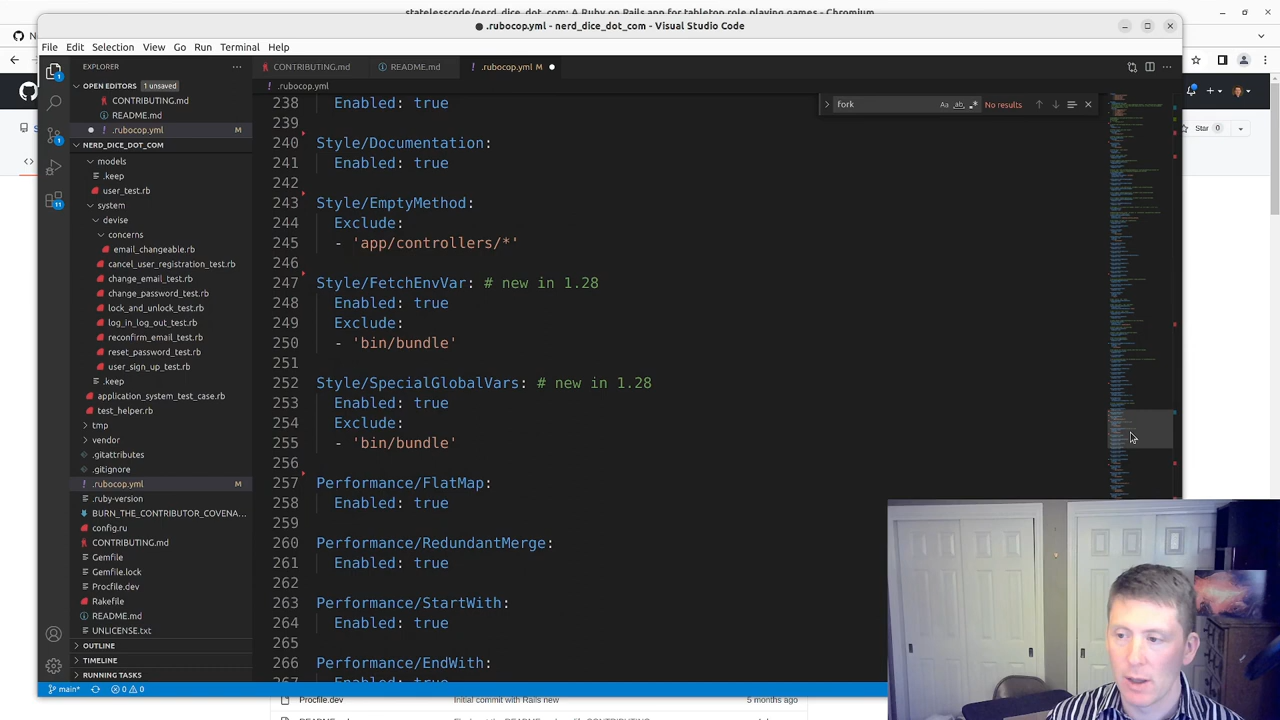 statelesscode/nerd_dice_dot_com: A Ruby on Rails app for tabletop role playing games - Chromium
● .rubocop.yml - nerd_dice_dot_com - Visual Studio Code
File Edit Selection View Go Run Terminal Help
EXPLORER
CONTRIBUTING.md
README.md
.rubocop.yml M
OPEN EDITORS 1 unsaved
CONTRIBUTING.md
README.md
.rubocop.yml M
NERD_DICE_DOT_COM
models
.keep
user_test.rb
system
devise
concerns
email_changeable.rb
cancel_user_registration_test.rb
change_email_test.rb
change_password_test.rb
lock_and_unlock_test.rb
log_in_log_out_test.rb
reconfirm_email_test.rb
reset_password_test.rb
user_sign_up_test.rb
.keep
application_system_test_case.rb
test_helper.rb
tmp
vendor
.gitattributes
.gitignore
.rubocop.yml M
.ruby-version
BURN_THE_CONTRIBUTOR_COVENA...
config.ru
CONTRIBUTING.md
Gemfile
Gemfile.lock
Procfile.dev
Rakefile
README.md
UNLICENSE.txt
OUTLINE
TIMELINE
RUNNING TASKS
main* 0 0
.rubocop.yml
fork
Aa ab No results
238 Enabled: true
239
240 Style/Documentation:
241 Enabled: true
242
243 Style/EmptyMethod:
244 Exclude:
245 - 'app/controllers/*'
246
247 Style/FetchEnvVar: # new in 1.28
248 Enabled: true
249 Exclude:
250 - 'bin/bundle'
251
252 Style/SpecialGlobalVars: # new in 1.28
253 Enabled: true
254 Exclude:
255 - 'bin/bundle'
256
257 Performance/FlatMap:
258 Enabled: true
259
260 Performance/RedundantMerge:
261 Enabled: true
262
263 Performance/StartWith:
264 Enabled: true
265
266 Performance/EndWith:
267 Enabled: true
Star 0
Procfile.dev Initial commit with Rails new 5 months ago